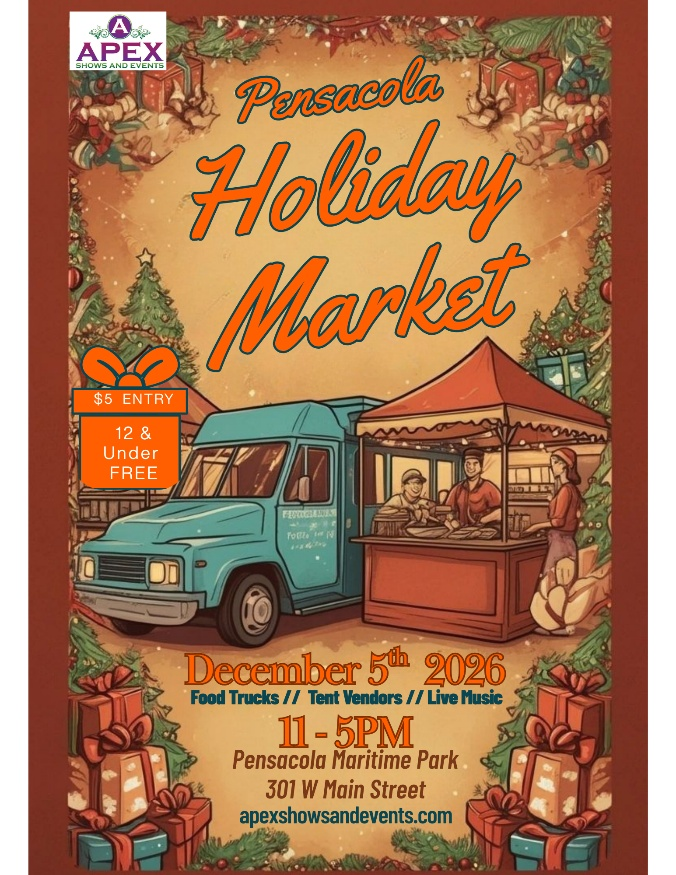 A
APEX
SHOWS AND EVENTS
Pensacola
Holiday
Market
$5 ENTRY
12 &
Under
FREE
December 5th 2026
Food Trucks // Tent Vendors // Live Music
11 - 5PM
Pensacola Maritime Park
301 W Main Street
apexshowsandevents.com